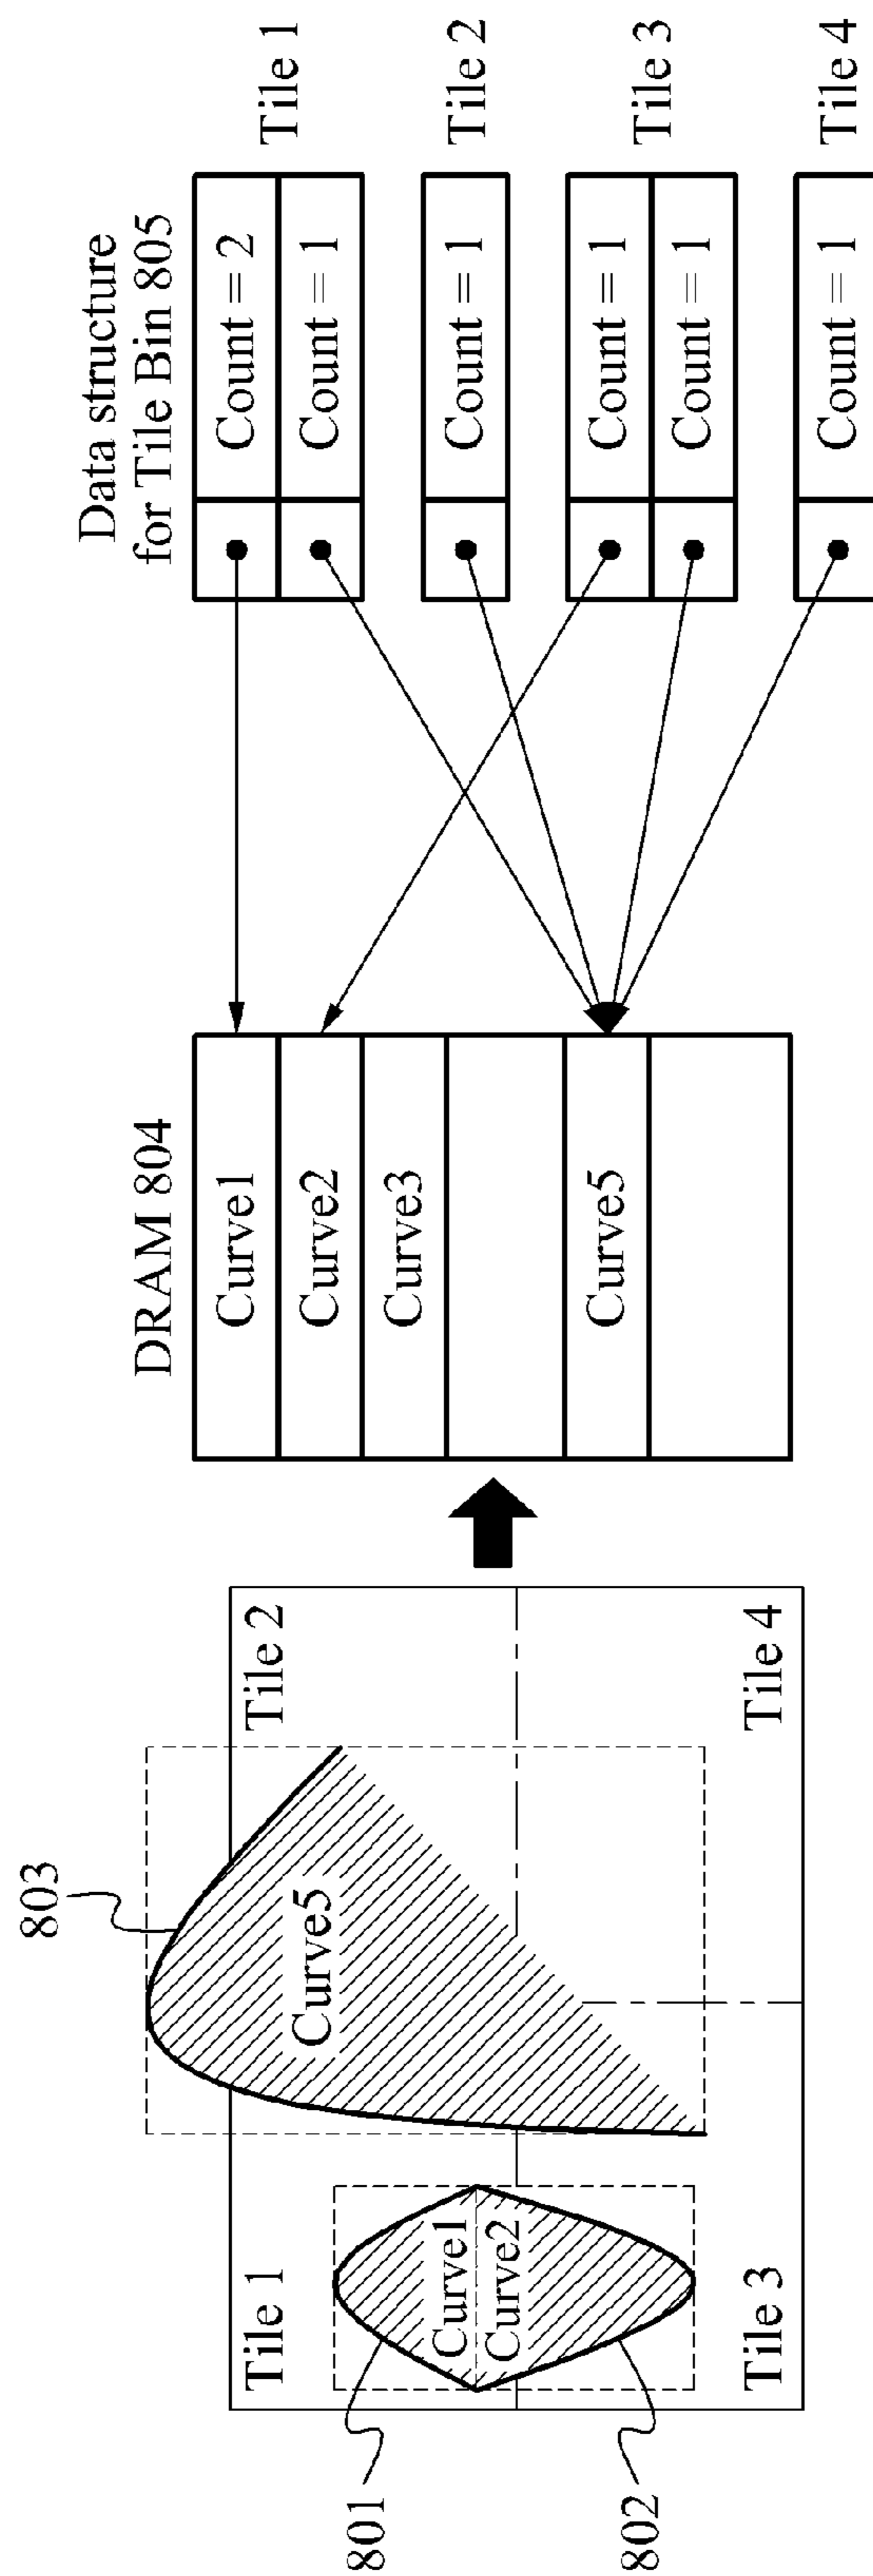 803
801
802
Tile 1
Tile 2
Curve5
Curve1
Curve2
Tile 3
Tile 4
DRAM 804
Curve1
Curve2
Curve3
Curve5
Data structure
for Tile Bin 805
Count = 2
Count = 1
Tile 1
Count = 1
Tile 2
Count = 1
Count = 1
Tile 3
Count = 1
Tile 4